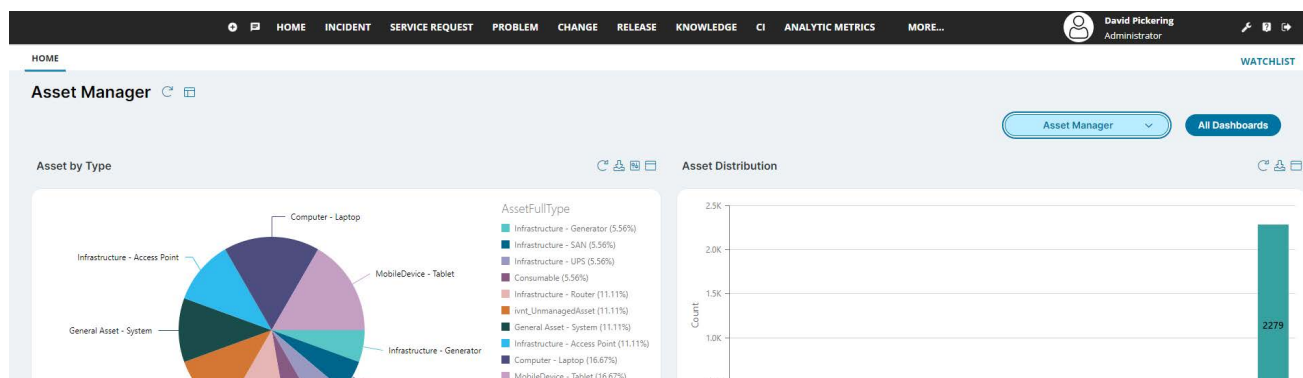 HOME INCIDENT SERVICE REQUEST PROBLEM CHANGE RELEASE KNOWLEDGE CI ANALYTIC METRICS MORE...
David Pickering
Administrator
HOME
WATCHLIST
Asset Manager
Asset Manager
All Dashboards
Asset by Type
Computer - Laptop
Infrastructure - Access Point
MobileDevice - Tablet
General Asset - System
Infrastructure - Generator
AssetFullType
Infrastructure - Generator (5.56%)
Infrastructure - SAN (5.56%)
Infrastructure - UPS (5.56%)
Consumable (5.56%)
Infrastructure - Router (11.11%)
ivnt_UnmanagedAsset (11.11%)
General Asset - System (11.11%)
Infrastructure - Access Point (11.11%)
Computer - Laptop (16.67%)
MobileDevice - Tablet (16.67%)
Asset Distribution
2.5K
2.0K
1.5K
1.0K
Count
2279